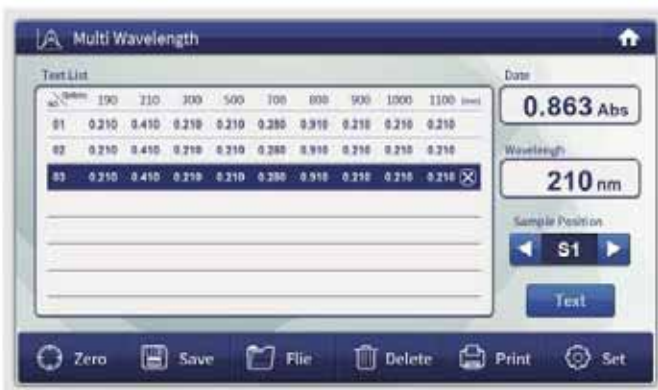 Multi Wavelength
Text List
Date
190 210 300 500 700 800 900 1000 1100
01 0.210 0.410 0.210 0.210 0.280 0.910 0.210 0.210 0.210
02 0.210 0.410 0.210 0.210 0.280 0.910 0.210 0.210 0.210
03 0.210 0.410 0.210 0.210 0.280 0.910 0.210 0.210 0.210
0.863 Abs
Wavelengh
210 nm
Sample Position
S1
Text
Zero Save Flie Delete Print Set